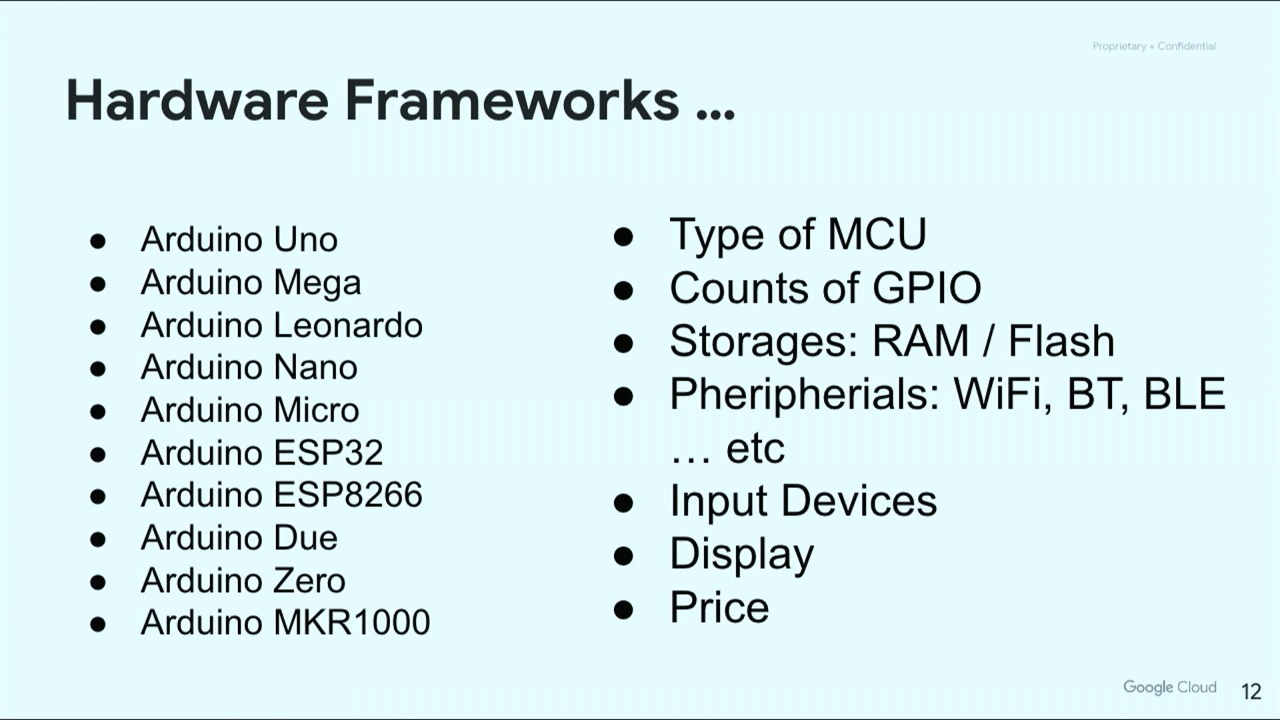 Proprietary + Confidential
Hardware Frameworks ...
● Arduino Uno
● Arduino Mega
● Arduino Leonardo
● Arduino Nano
● Arduino Micro
● Arduino ESP32
● Arduino ESP8266
● Arduino Due
● Arduino Zero
● Arduino MKR1000
● Type of MCU
● Counts of GPIO
● Storages: RAM / Flash
● Pheripherials: WiFi, BT, BLE
… etc
● Input Devices
● Display
● Price
Google Cloud
12